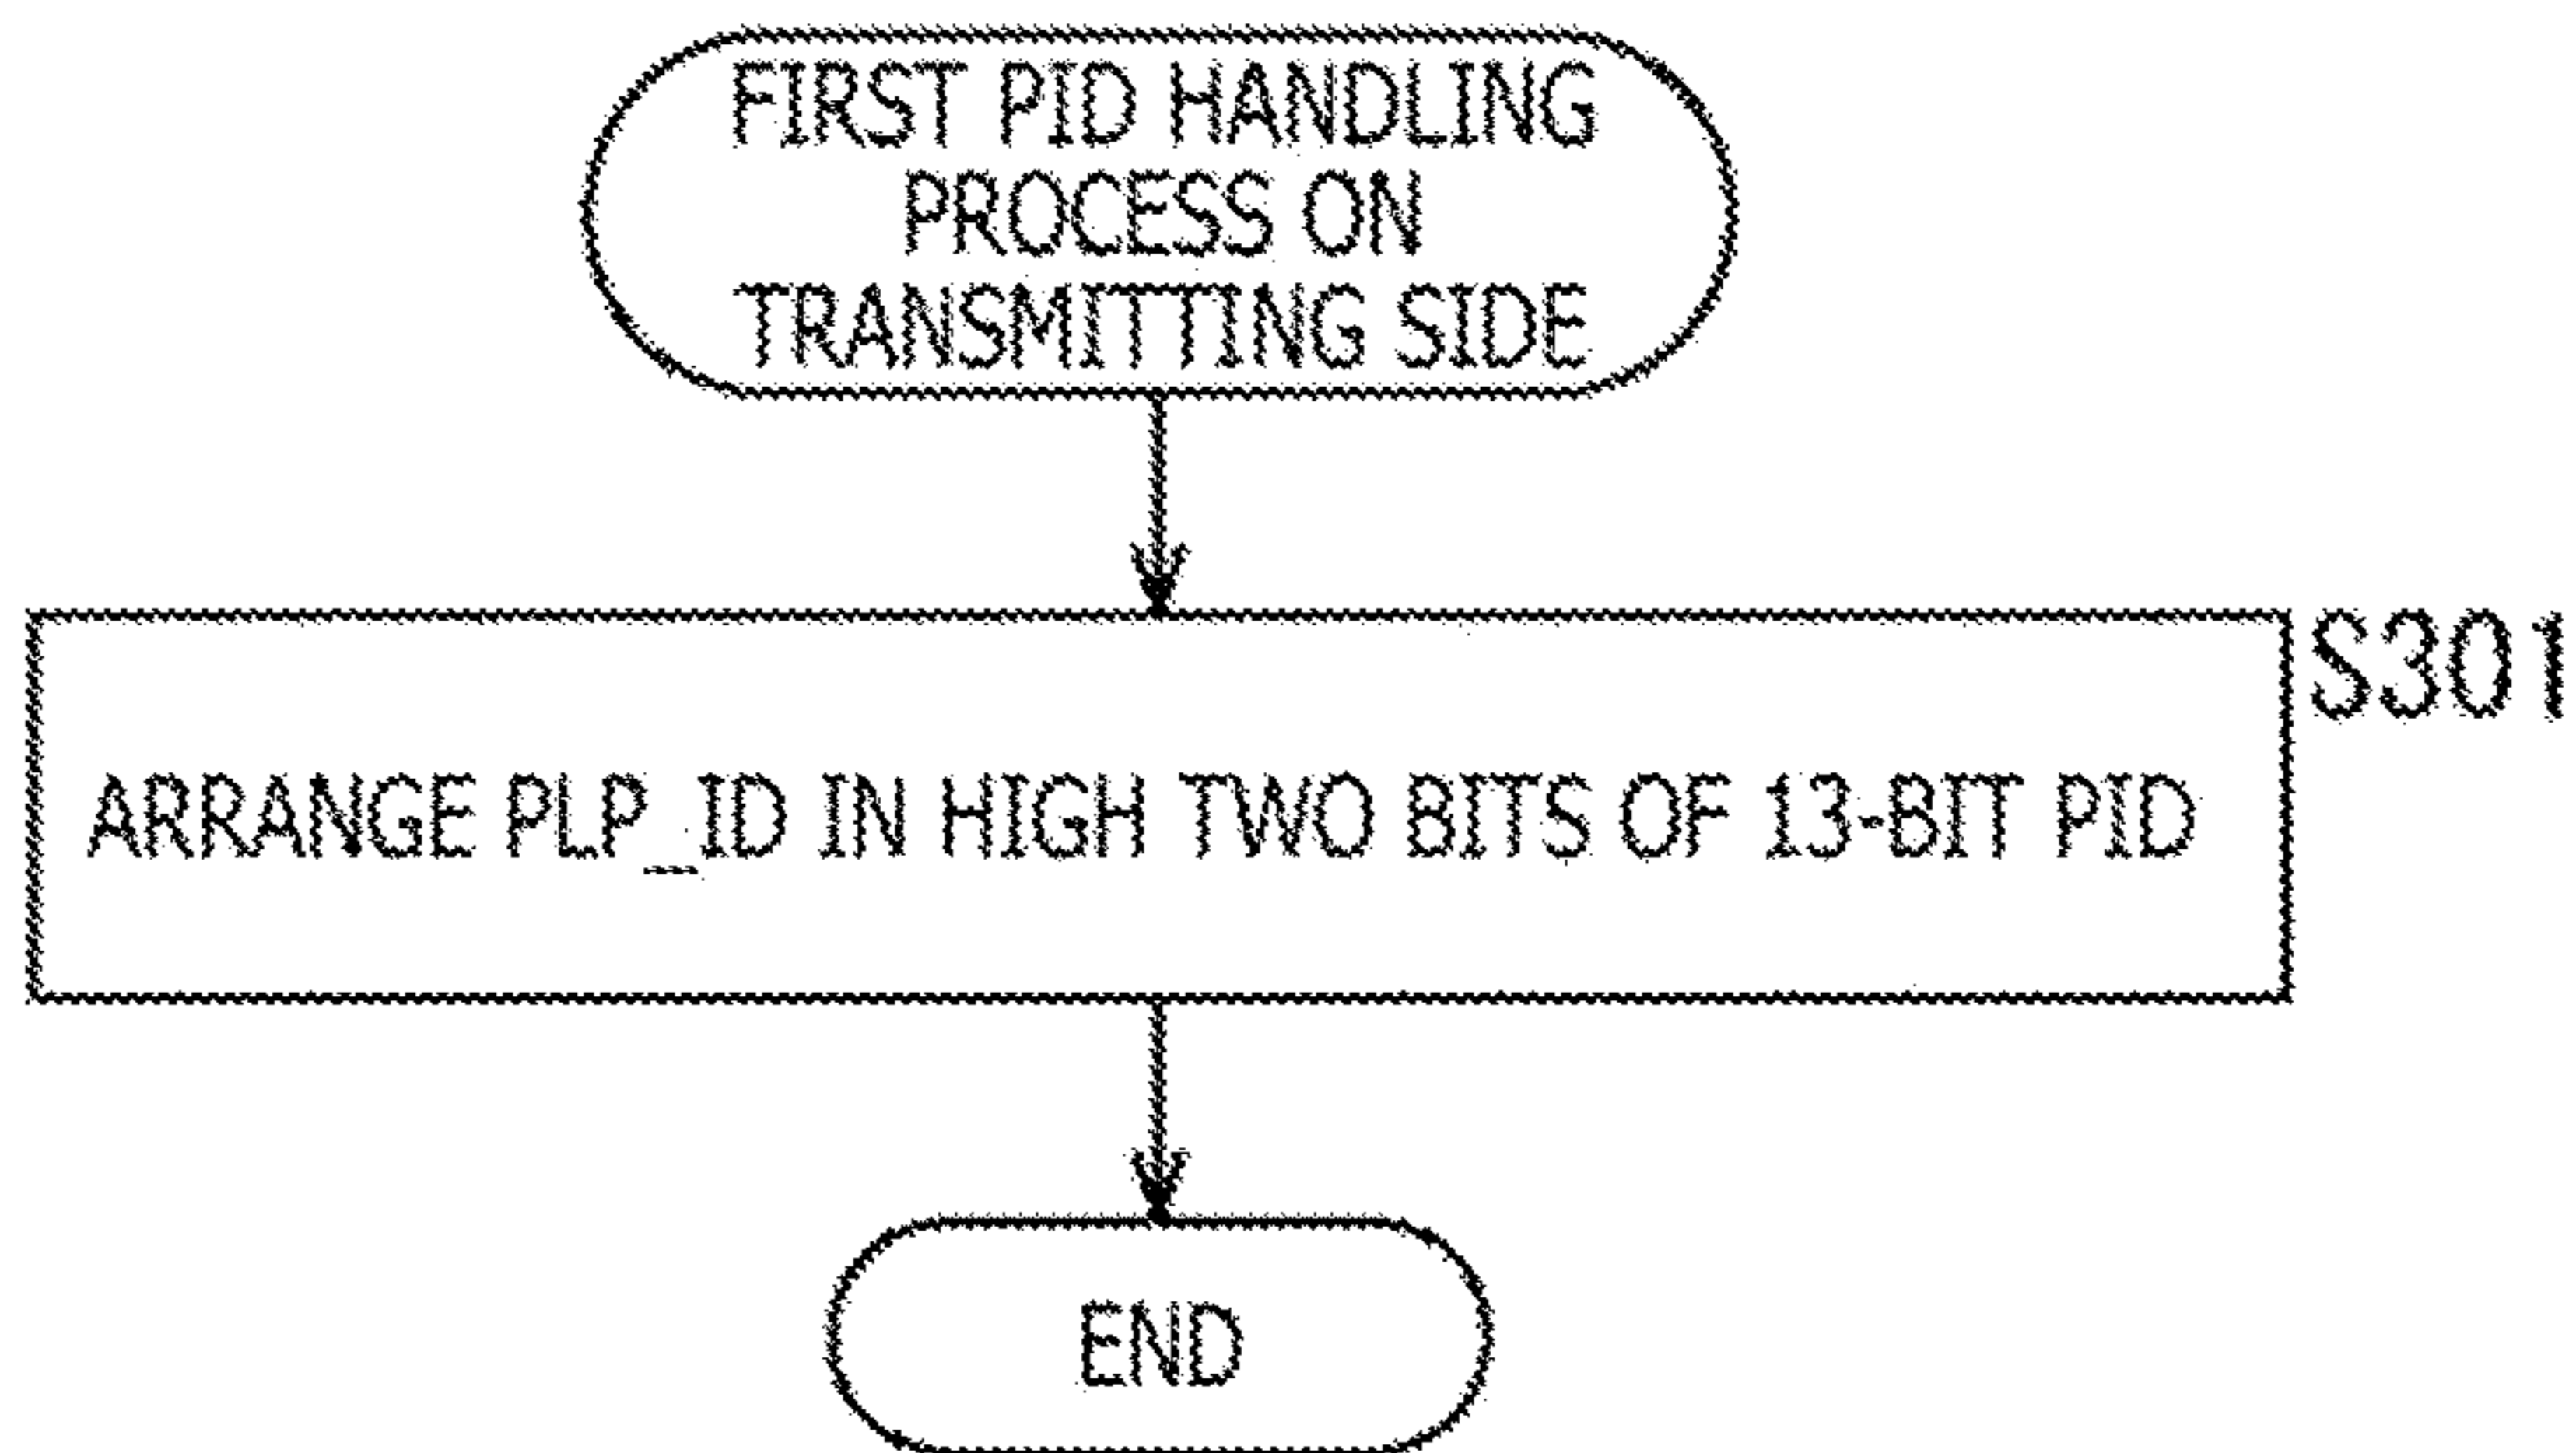 FIRST PID HANDLING
PROCESS ON
TRANSMITTING SIDE
S301
ARRANGE PLP_ID IN HIGH TWO BITS OF 13-BIT PID
END